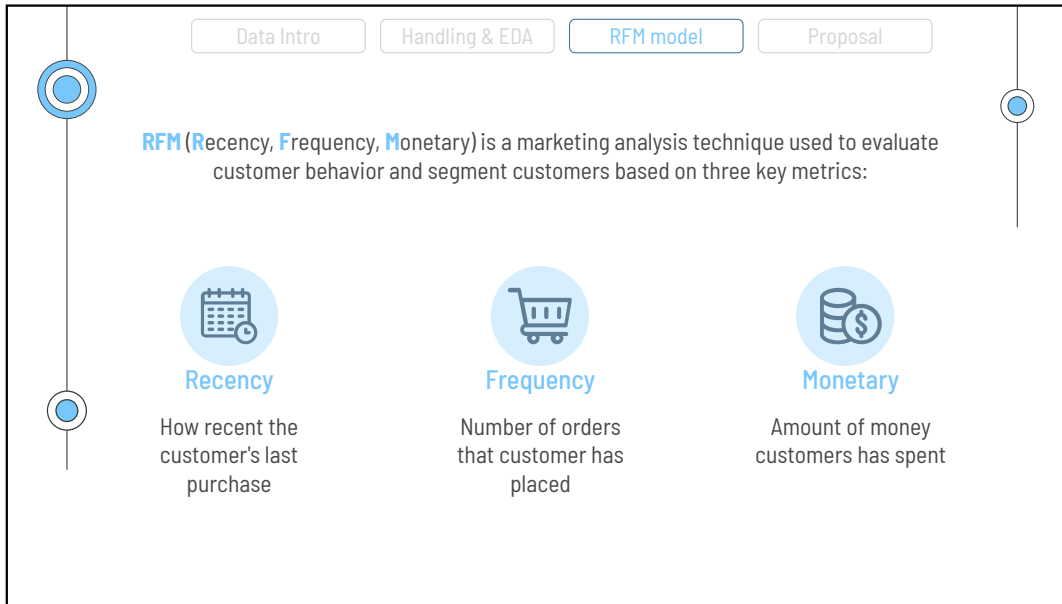 Data Intro
Handling & EDA
RFM model
Proposal
RFM (Recency, Frequency, Monetary) is a marketing analysis technique used to evaluate
customer behavior and segment customers based on three key metrics:
$
Recency
How recent the
customer's last
purchase
Frequency
Number of orders
that customer has
placed
Monetary
Amount of money
customers has spent